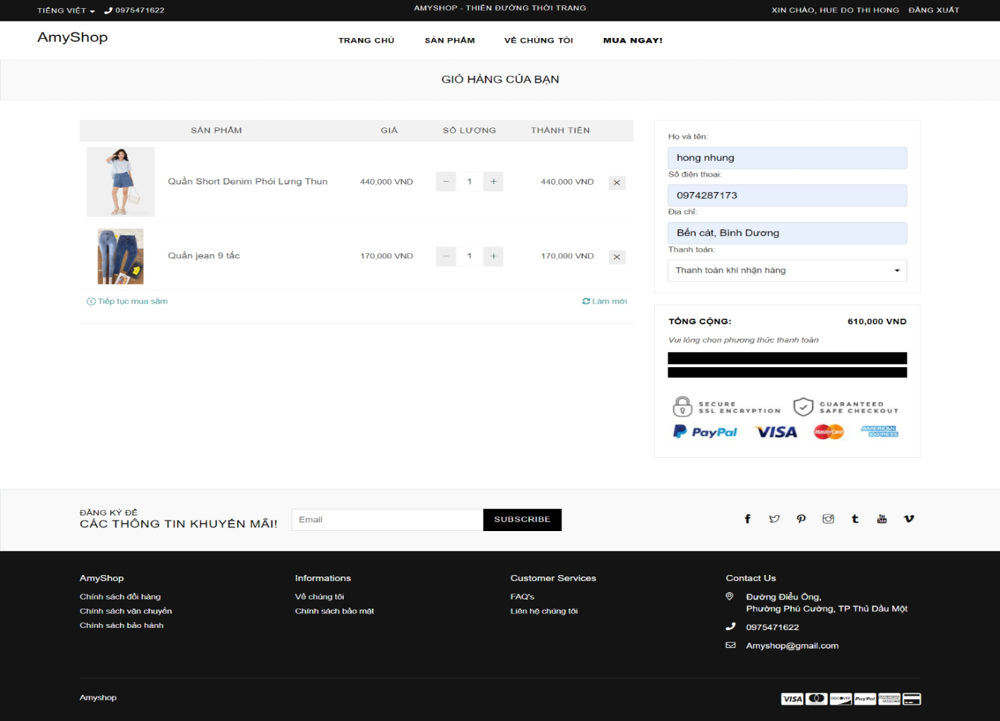 TIẾNG VIỆT 0975471622
AMYSHOP - THIÊN ĐƯỜNG THỜI TRANG
XIN CHÀO, HUE DO THI HONG ĐĂNG XUẤT
AmyShop
TRANG CHỦ SẢN PHẨM VỀ CHÚNG TÔI MUA NGAY!
GIỎ HÀNG CỦA BẠN
SẢN PHẨM GIÁ SỐ LƯỢNG THÀNH TIỀN
Quần Short Denim Phối Lưng Thun 440,000 VND − 1 + 440,000 VND ×
Quần jean 9 tấc 170,000 VND − 1 + 170,000 VND ×
Tiếp tục mua sắm Làm mới
Họ và tên:
hong nhung
Số điện thoại:
0974287173
Địa chỉ:
Bến cát, Bình Dương
Thanh toán:
Thanh toán khi nhận hàng
TỔNG CỘNG: 610,000 VND
Vui lòng chọn phương thức thanh toán
SECURE
SSL ENCRYPTION
GUARANTEED
SAFE CHECKOUT
PayPal VISA MasterCard AMERICAN EXPRESS
ĐĂNG KÝ ĐỂ
CÁC THÔNG TIN KHUYẾN MÃI!
Email SUBSCRIBE
AmyShop
Chính sách đổi hàng
Chính sách vận chuyển
Chính sách bảo hành
Informations
Về chúng tôi
Chính sách bảo mật
Customer Services
FAQ's
Liên hệ chúng tôi
Contact Us
Đường Điểu Ông,
Phường Phú Cường, TP Thủ Dầu Một
0975471622
Amyshop@gmail.com
Amyshop
VISA DISCOVER PayPal AMERICAN EXPRESS